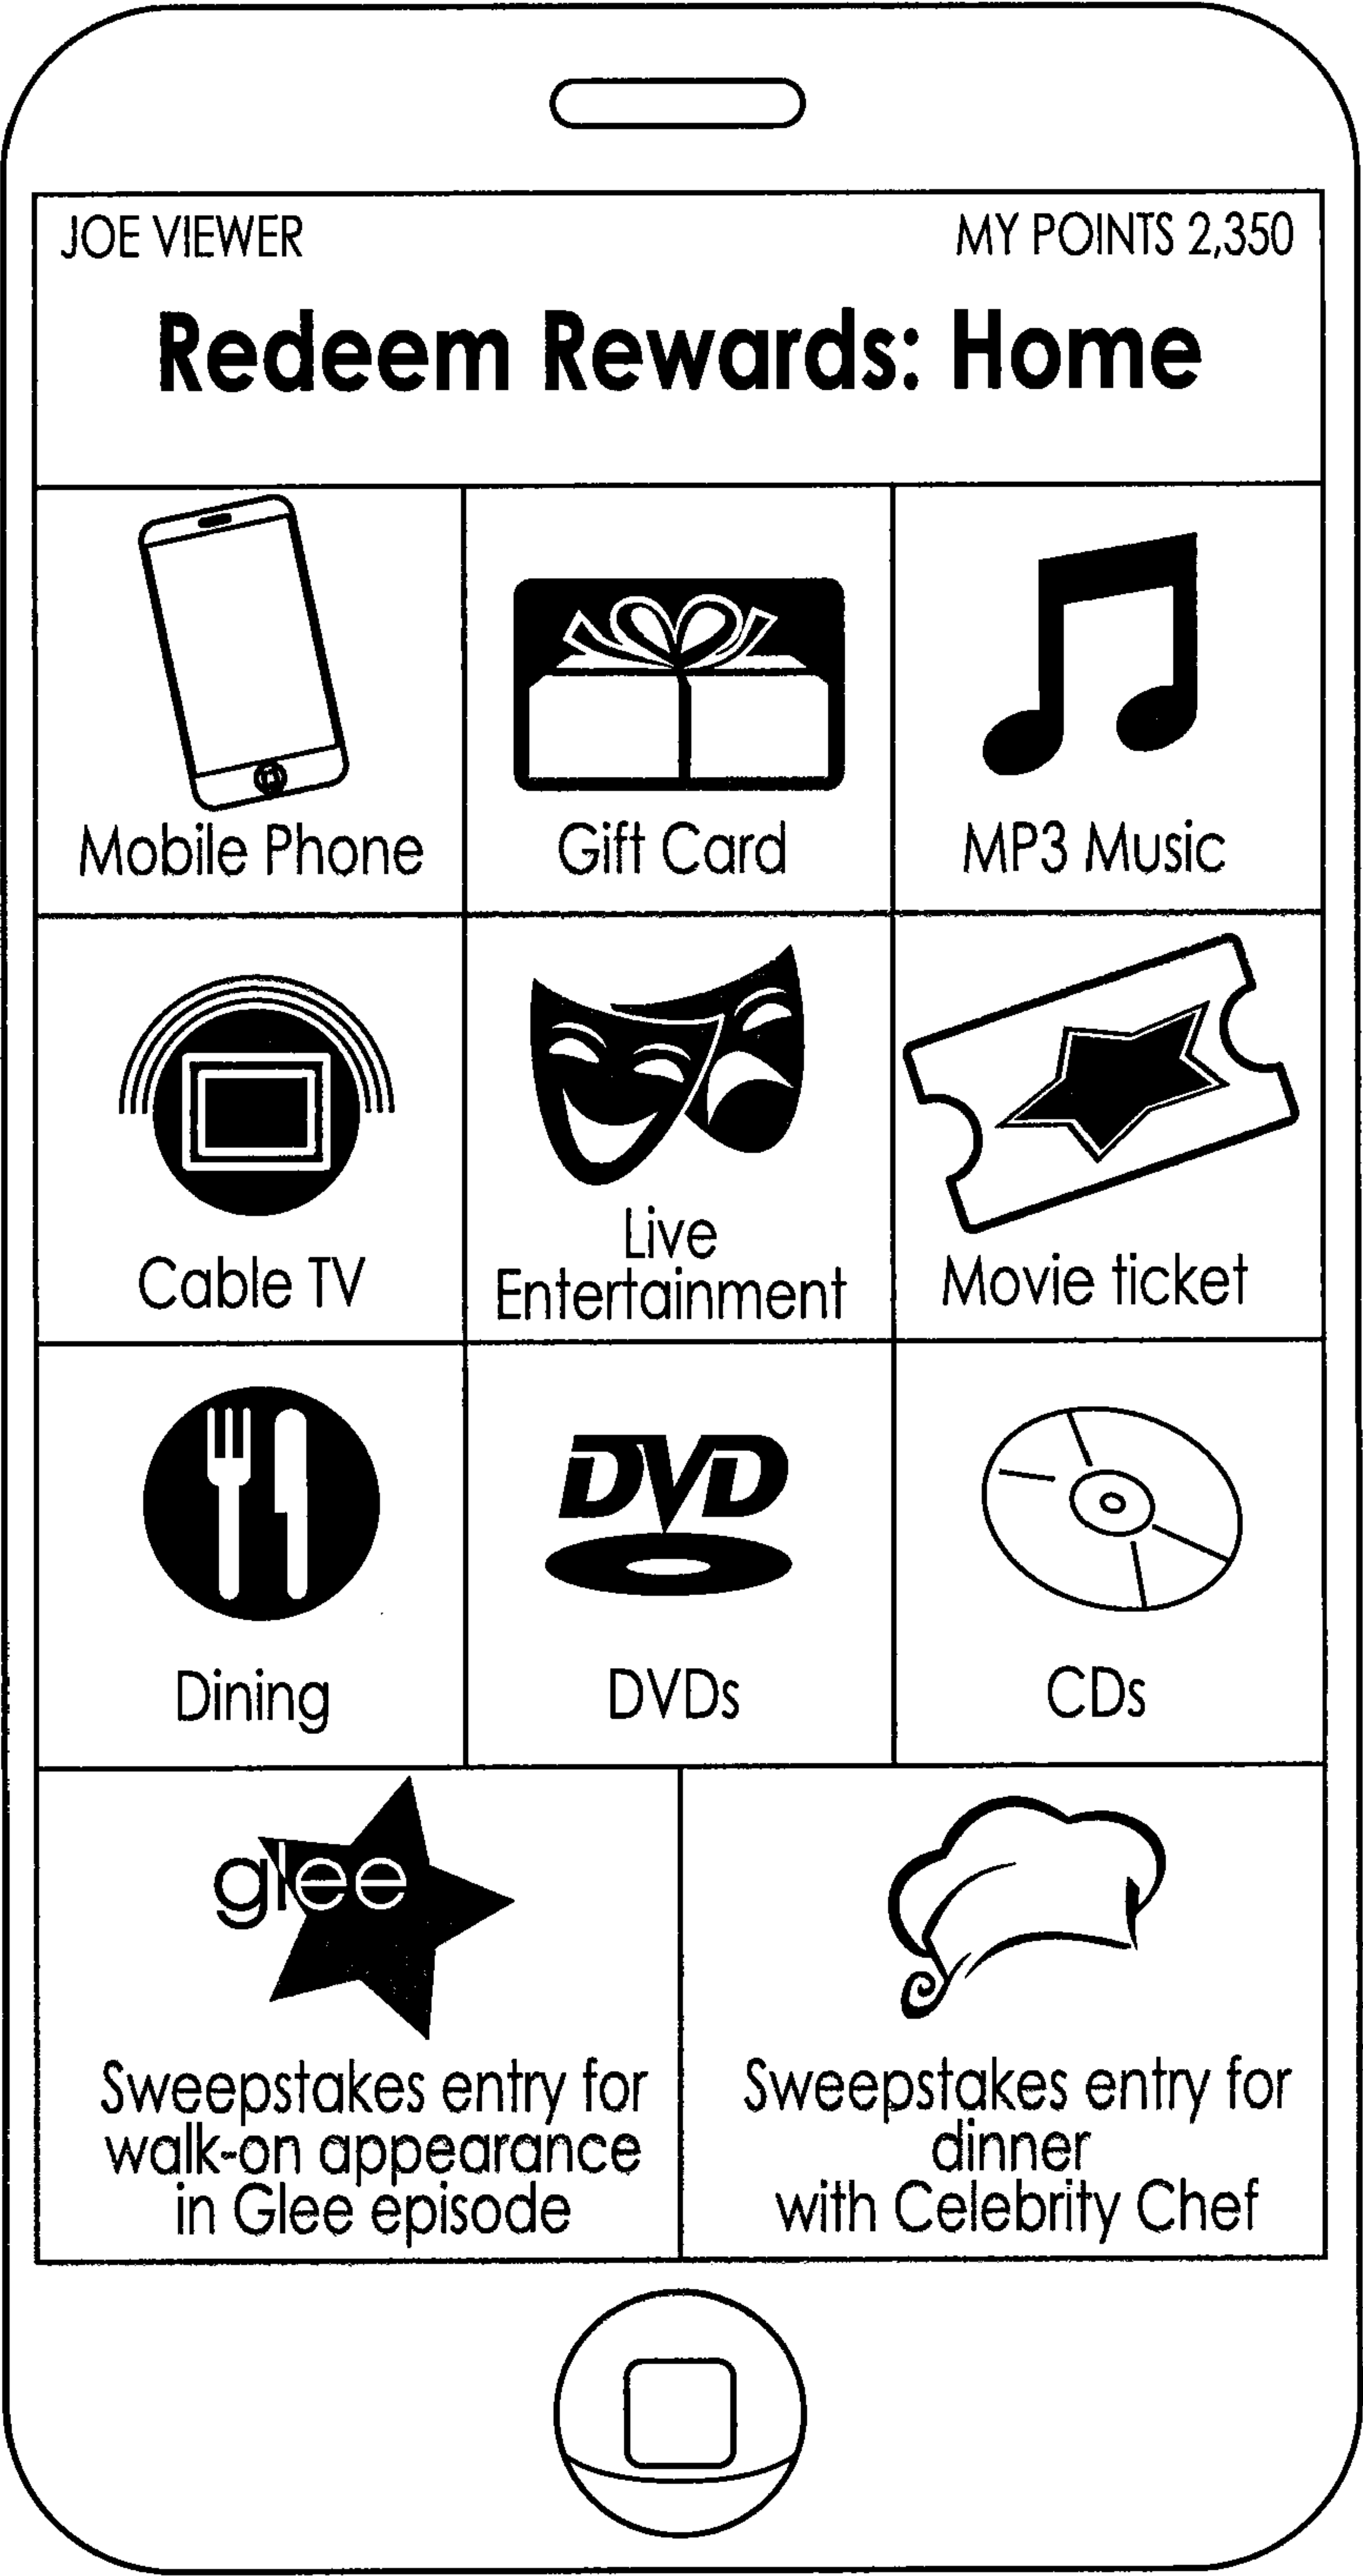 JOE VIEWER MY POINTS 2,350
Redeem Rewards: Home
Mobile Phone
Gift Card
MP3 Music
Cable TV
Live
Entertainment
Movie ticket
Dining
DVD
DVDs
CDs
glee
Sweepstakes entry for
walk-on appearance
in Glee episode
Sweepstakes entry for
dinner
with Celebrity Chef